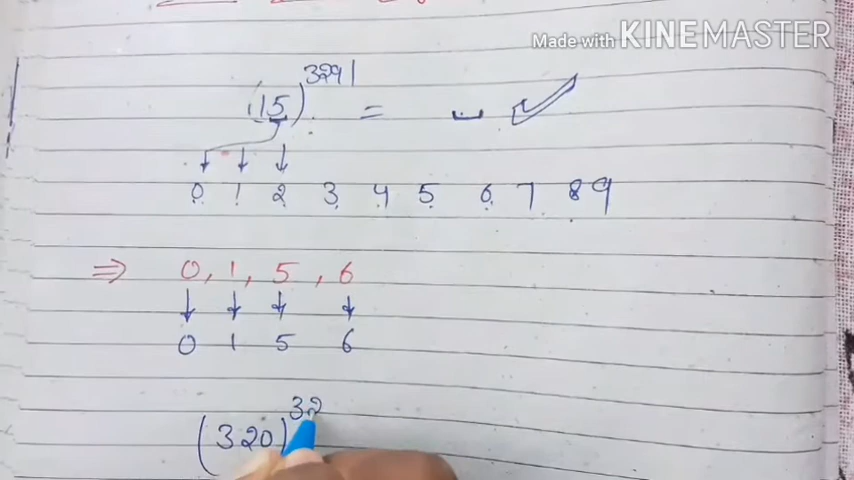 Made with KINEMASTER
(15)^3291 = ⎵
0 1 2 3 4 5 6 7 8 9
⇒ 0, 1, 5, 6
↓ ↓ ↓ ↓
0 1 5 6
(320)^32